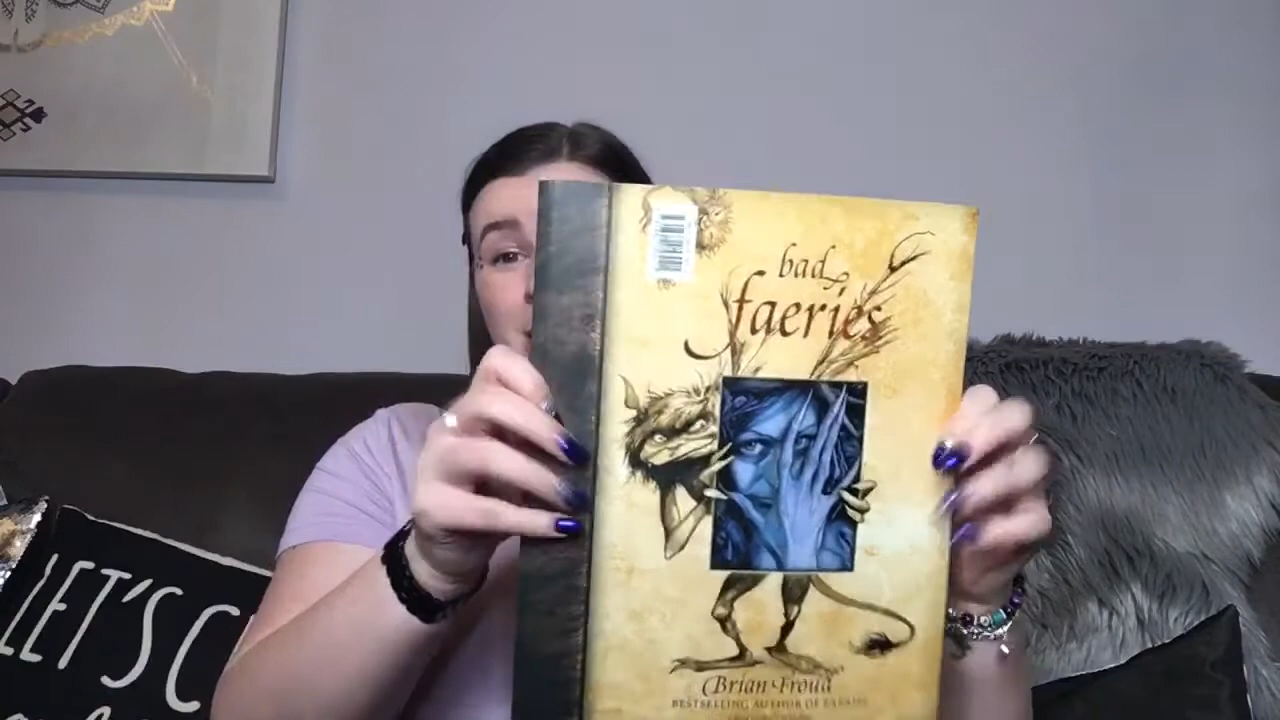 bad
faeries
Brian Froud
BESTSELLING AUTHOR OF FAERIES
LET'S C